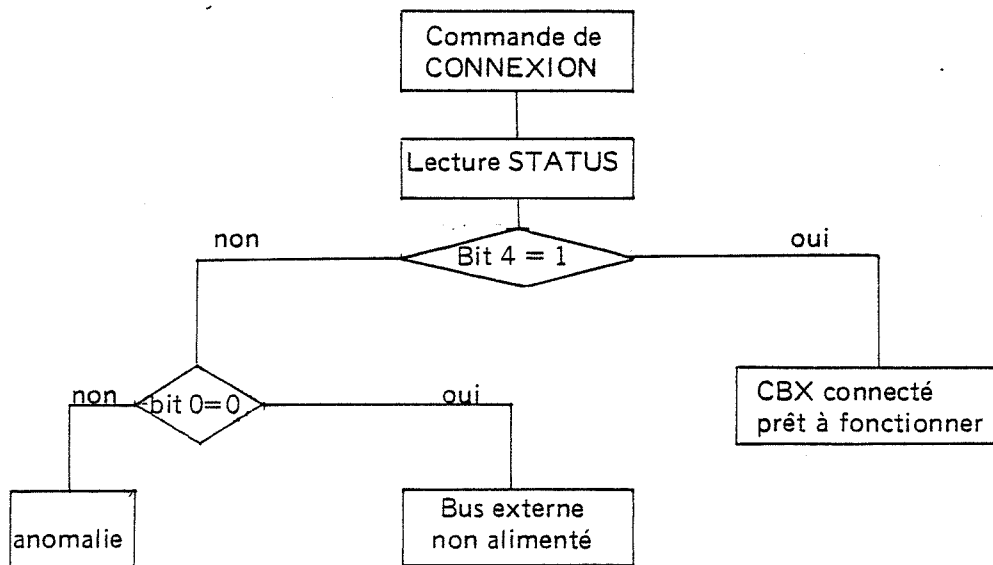 Commande de
CONNEXION
Lecture STATUS
non
Bit 4 = 1
oui
non
bit 0=0
oui
CBX connecté
prêt à fonctionner
anomalie
Bus externe
non alimenté